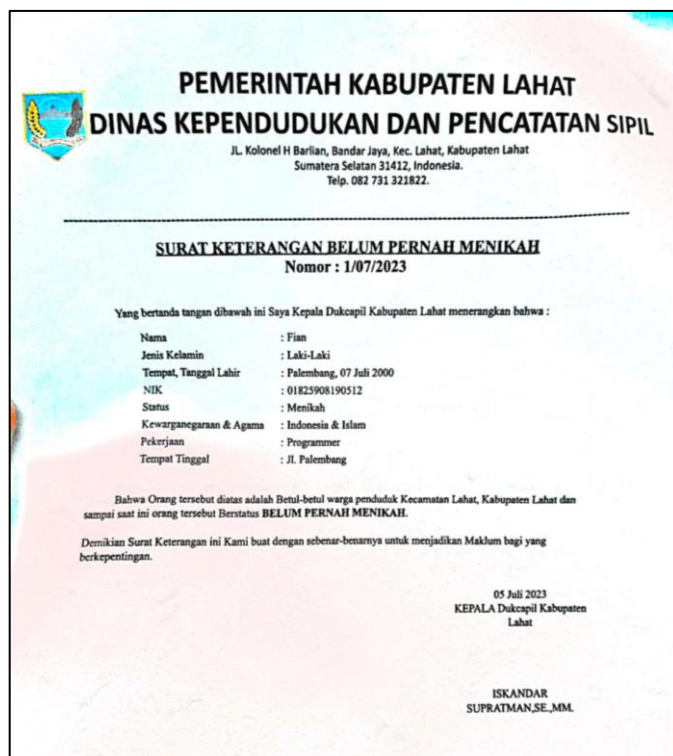 PEMERINTAH KABUPATEN LAHAT
DINAS KEPENDUDUKAN DAN PENCATATAN SIPIL
JL. Kolonel H Barlian, Bandar Jaya, Kec. Lahat, Kabupaten Lahat
Sumatera Selatan 31412, Indonesia.
Telp. 082 731 321822.
SURAT KETERANGAN BELUM PERNAH MENIKAH
Nomor : 1/07/2023
Yang bertanda tangan dibawah ini Saya Kepala Dukcapil Kabupaten Lahat menerangkan bahwa :
Nama : Fian
Jenis Kelamin : Laki-Laki
Tempat, Tanggal Lahir : Palembang, 07 Juli 2000
NIK : 01825908190512
Status : Menikah
Kewarganegaraan & Agama : Indonesia & Islam
Pekerjaan : Programmer
Tempat Tinggal : Jl. Palembang
Bahwa Orang tersebut diatas adalah Betul-betul warga penduduk Kecamatan Lahat, Kabupaten Lahat dan
sampai saat ini orang tersebut Berstatus BELUM PERNAH MENIKAH.
Demikian Surat Keterangan ini Kami buat dengan sebenar-benarnya untuk menjadikan Maklum bagi yang
berkepentingan.
05 Juli 2023
KEPALA Dukcapil Kabupaten
Lahat
ISKANDAR
SUPRATMAN,SE.,MM.